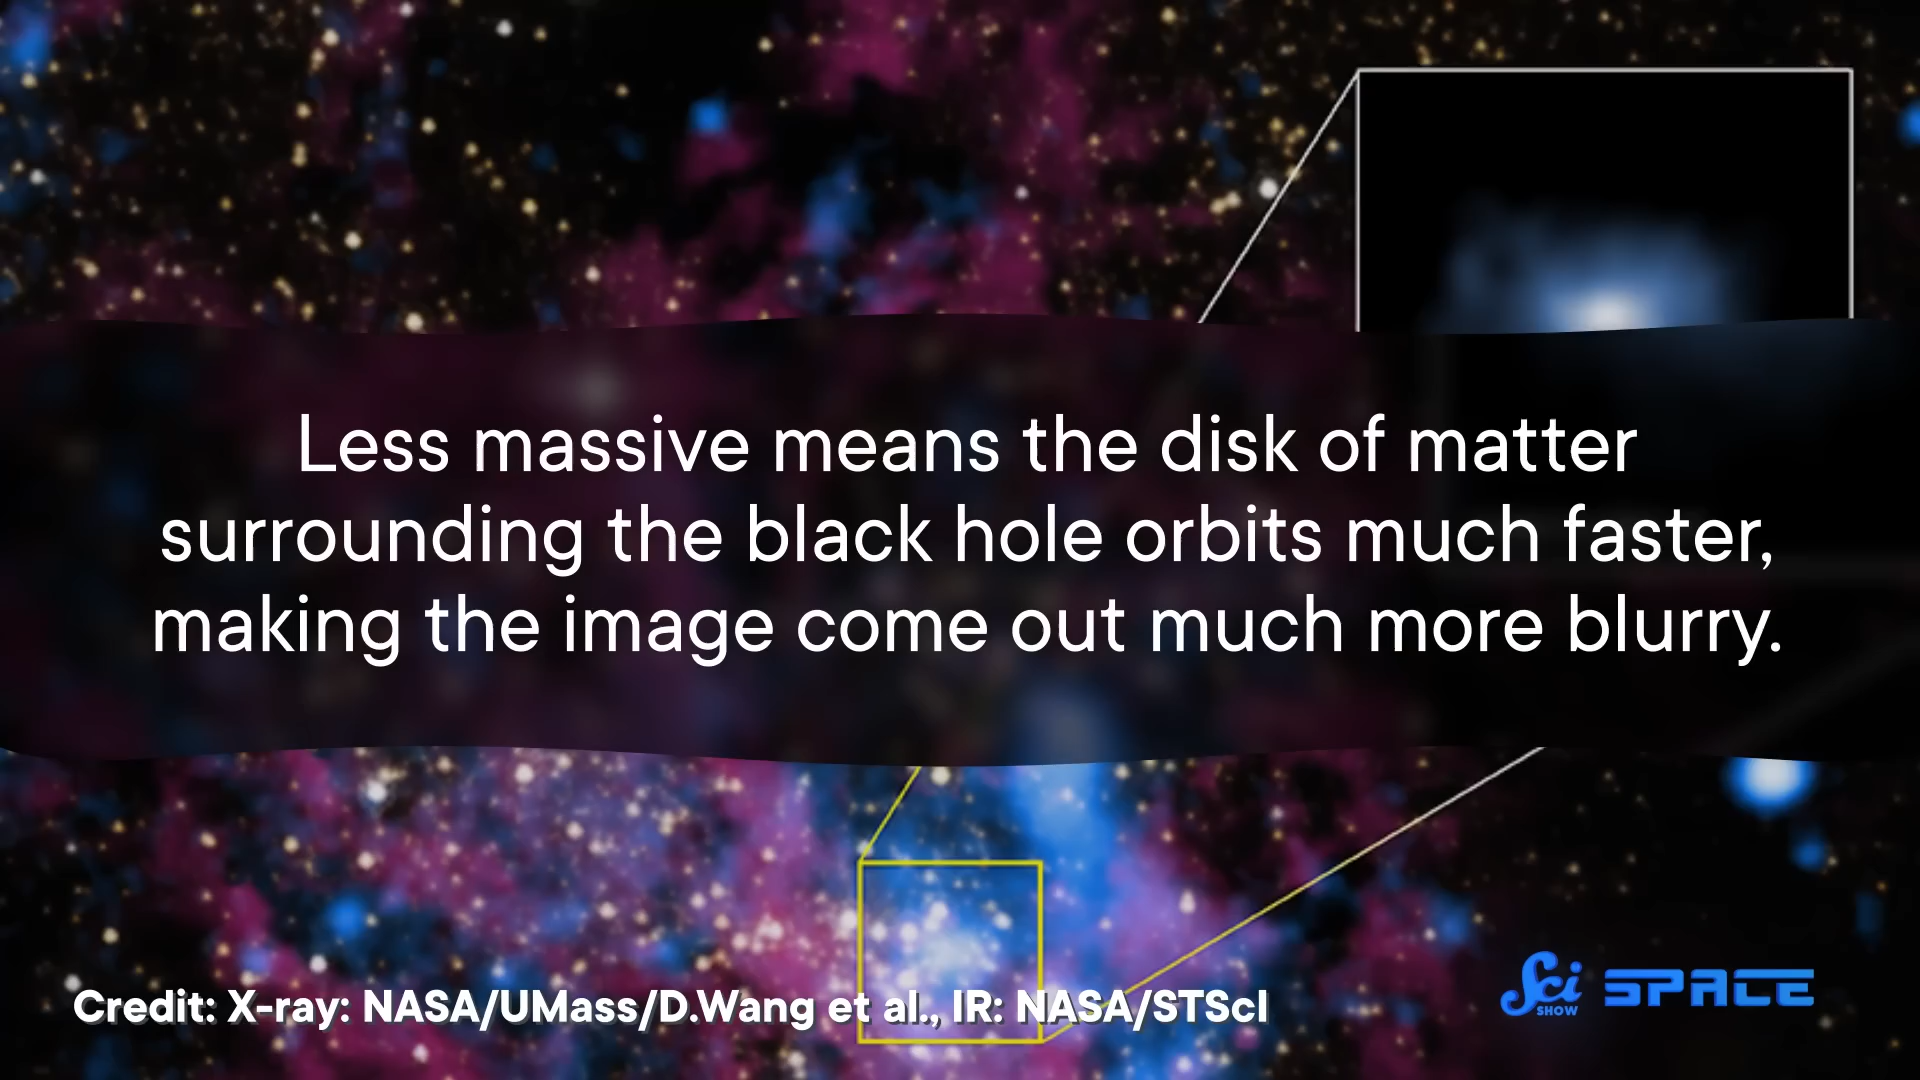 Less massive means the disk of matter
surrounding the black hole orbits much faster,
making the image come out much more blurry.
Credit: X-ray: NASA/UMass/D.Wang et al., IR: NASA/STScI
Sci SHOW SPACE